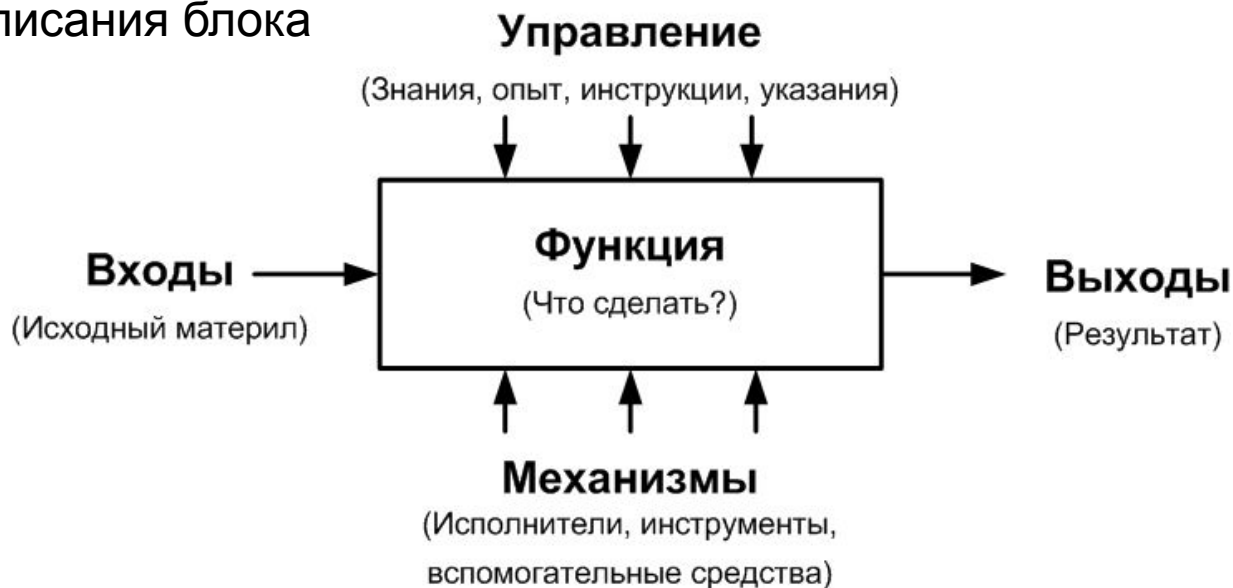 писания блока
Управление
(Знания, опыт, инструкции, указания)
Функция
(Что сделать?)
Входы
(Исходный материл)
Выходы
(Результат)
Механизмы
(Исполнители, инструменты,
вспомогательные средства)